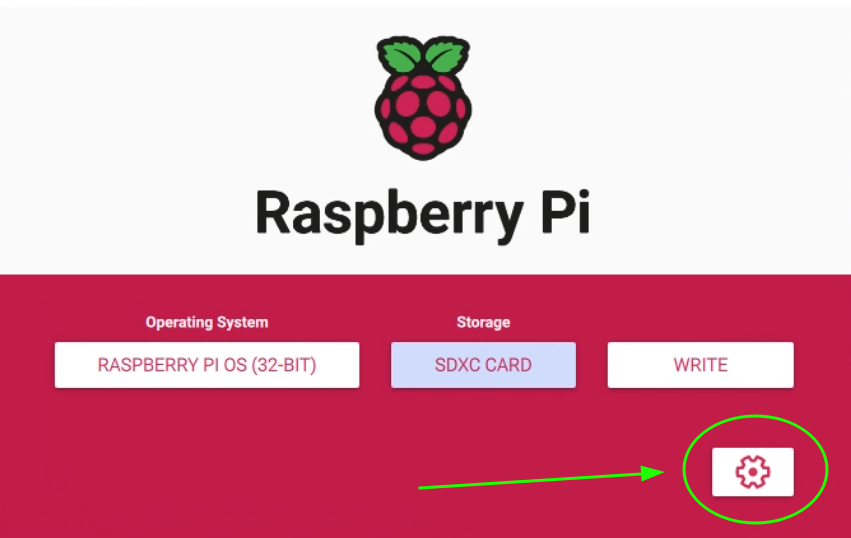 Raspberry Pi
Operating System
Storage
RASPBERRY PI OS (32-BIT)
SDXC CARD
WRITE